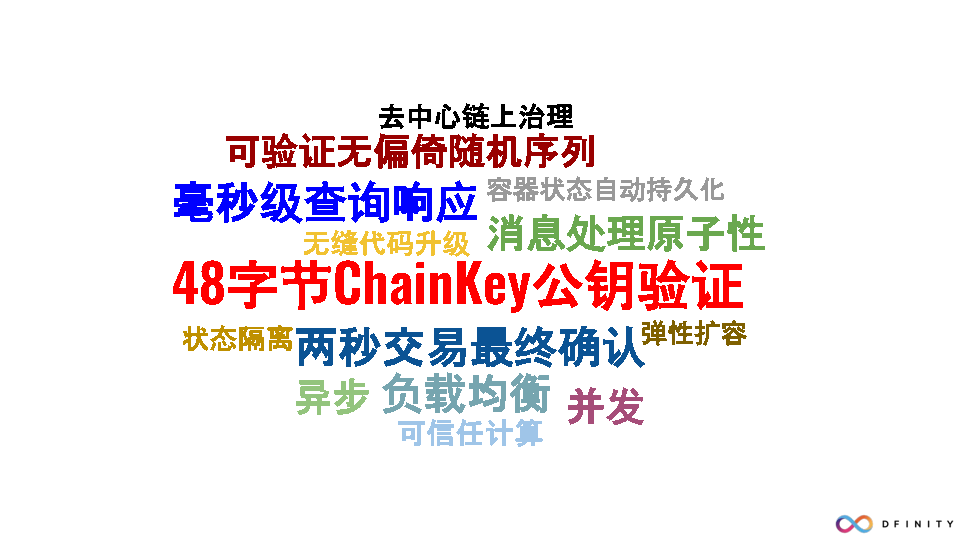 去中心链上治理
可验证无偏倚随机序列
毫秒级查询响应
容器状态自动持久化
消息处理原子性
无缝代码升级
48字节ChainKey公钥验证
状态隔离
两秒交易最终确认
弹性扩容
异步
负载均衡
并发
可信任计算
DFINITY